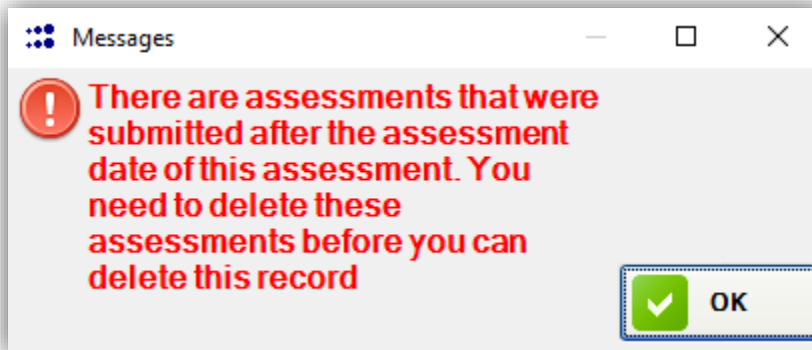 Messages
There are assessments that were
submitted after the assessment
date of this assessment. You
need to delete these
assessments before you can
delete this record
OK